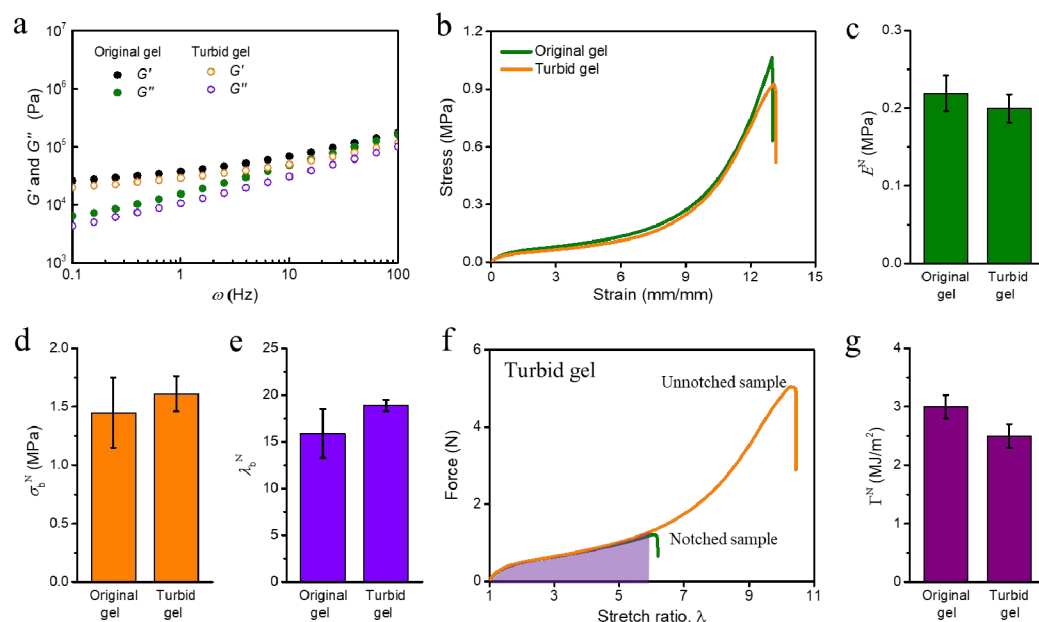 a
10⁷
10⁶
10⁵
10⁴
10³
G' and G'' (Pa)
Original gel Turbid gel
G' G'
G'' G''
0.1 1 10 100
ω (Hz)
b
1.2
0.9
0.6
0.3
0.0
Stress (MPa)
Original gel
Turbid gel
0 3 6 9 12 15
Strain (mm/mm)
c
0.3
0.2
0.1
0.0
Eᴺ (MPa)
Original gel
Turbid gel
d
2.0
1.5
1.0
0.5
0.0
σ_b^N (MPa)
Original gel
Turbid gel
e
25
20
15
10
5
0
λ_b^N
Original gel
Turbid gel
f
Turbid gel
6
4
2
0
Force (N)
Unnotched sample
Notched sample
1 3 5 7 9 11
Stretch ratio, λ
g
4
3
2
1
0
Γᴺ (MJ/m²)
Original gel
Turbid gel